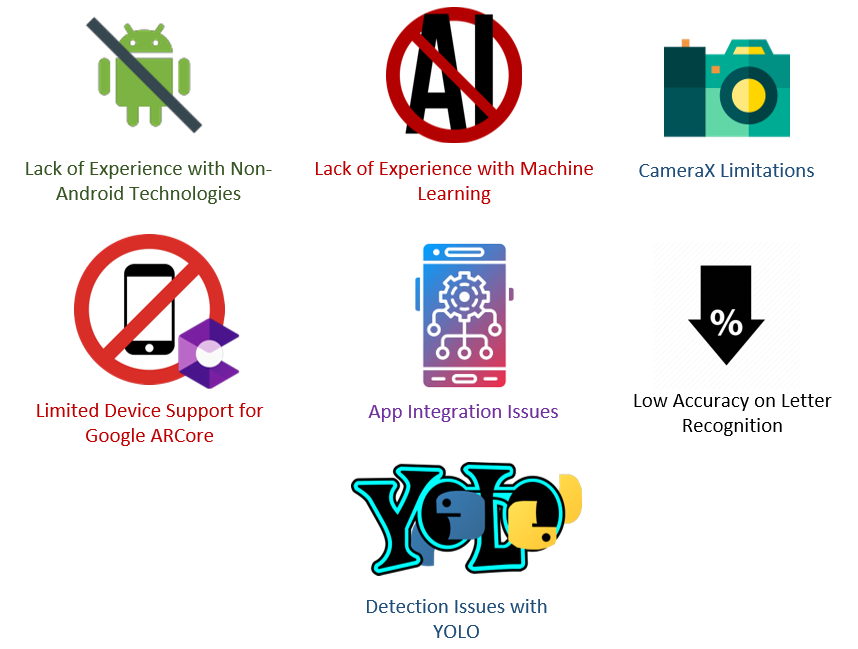 AI
Lack of Experience with Non-
Android Technologies
Lack of Experience with Machine
Learning
CameraX Limitations
%
Limited Device Support for
Google ARCore
App Integration Issues
Low Accuracy on Letter
Recognition
YOLO
Detection Issues with
YOLO